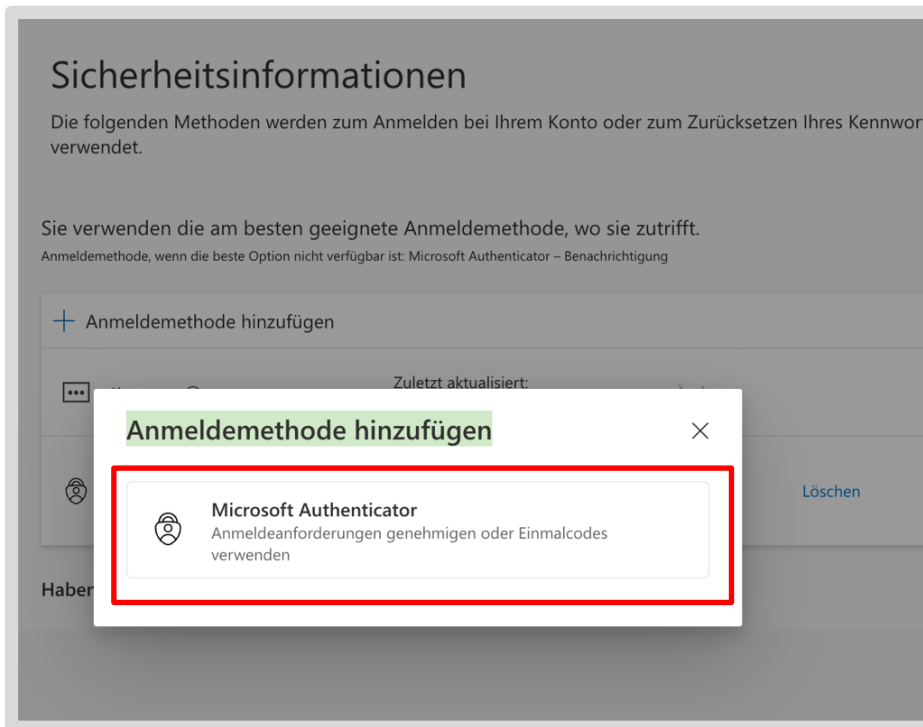 Sicherheitsinformationen
Die folgenden Methoden werden zum Anmelden bei Ihrem Konto oder zum Zurücksetzen Ihres
verwendet.
Sie verwenden die am besten geeignete Anmeldemethode, wo sie zutrifft.
Anmeldemethode, wenn die beste Option nicht verfügbar ist: Microsoft Authenticator – Benachrichtigung
+ Anmeldemethode hinzufügen
Zuletzt aktualisiert:
Anmeldemethode hinzufügen
Microsoft Authenticator
Anmeldeanforderungen genehmigen oder Einmalcodes
verwenden
Löschen